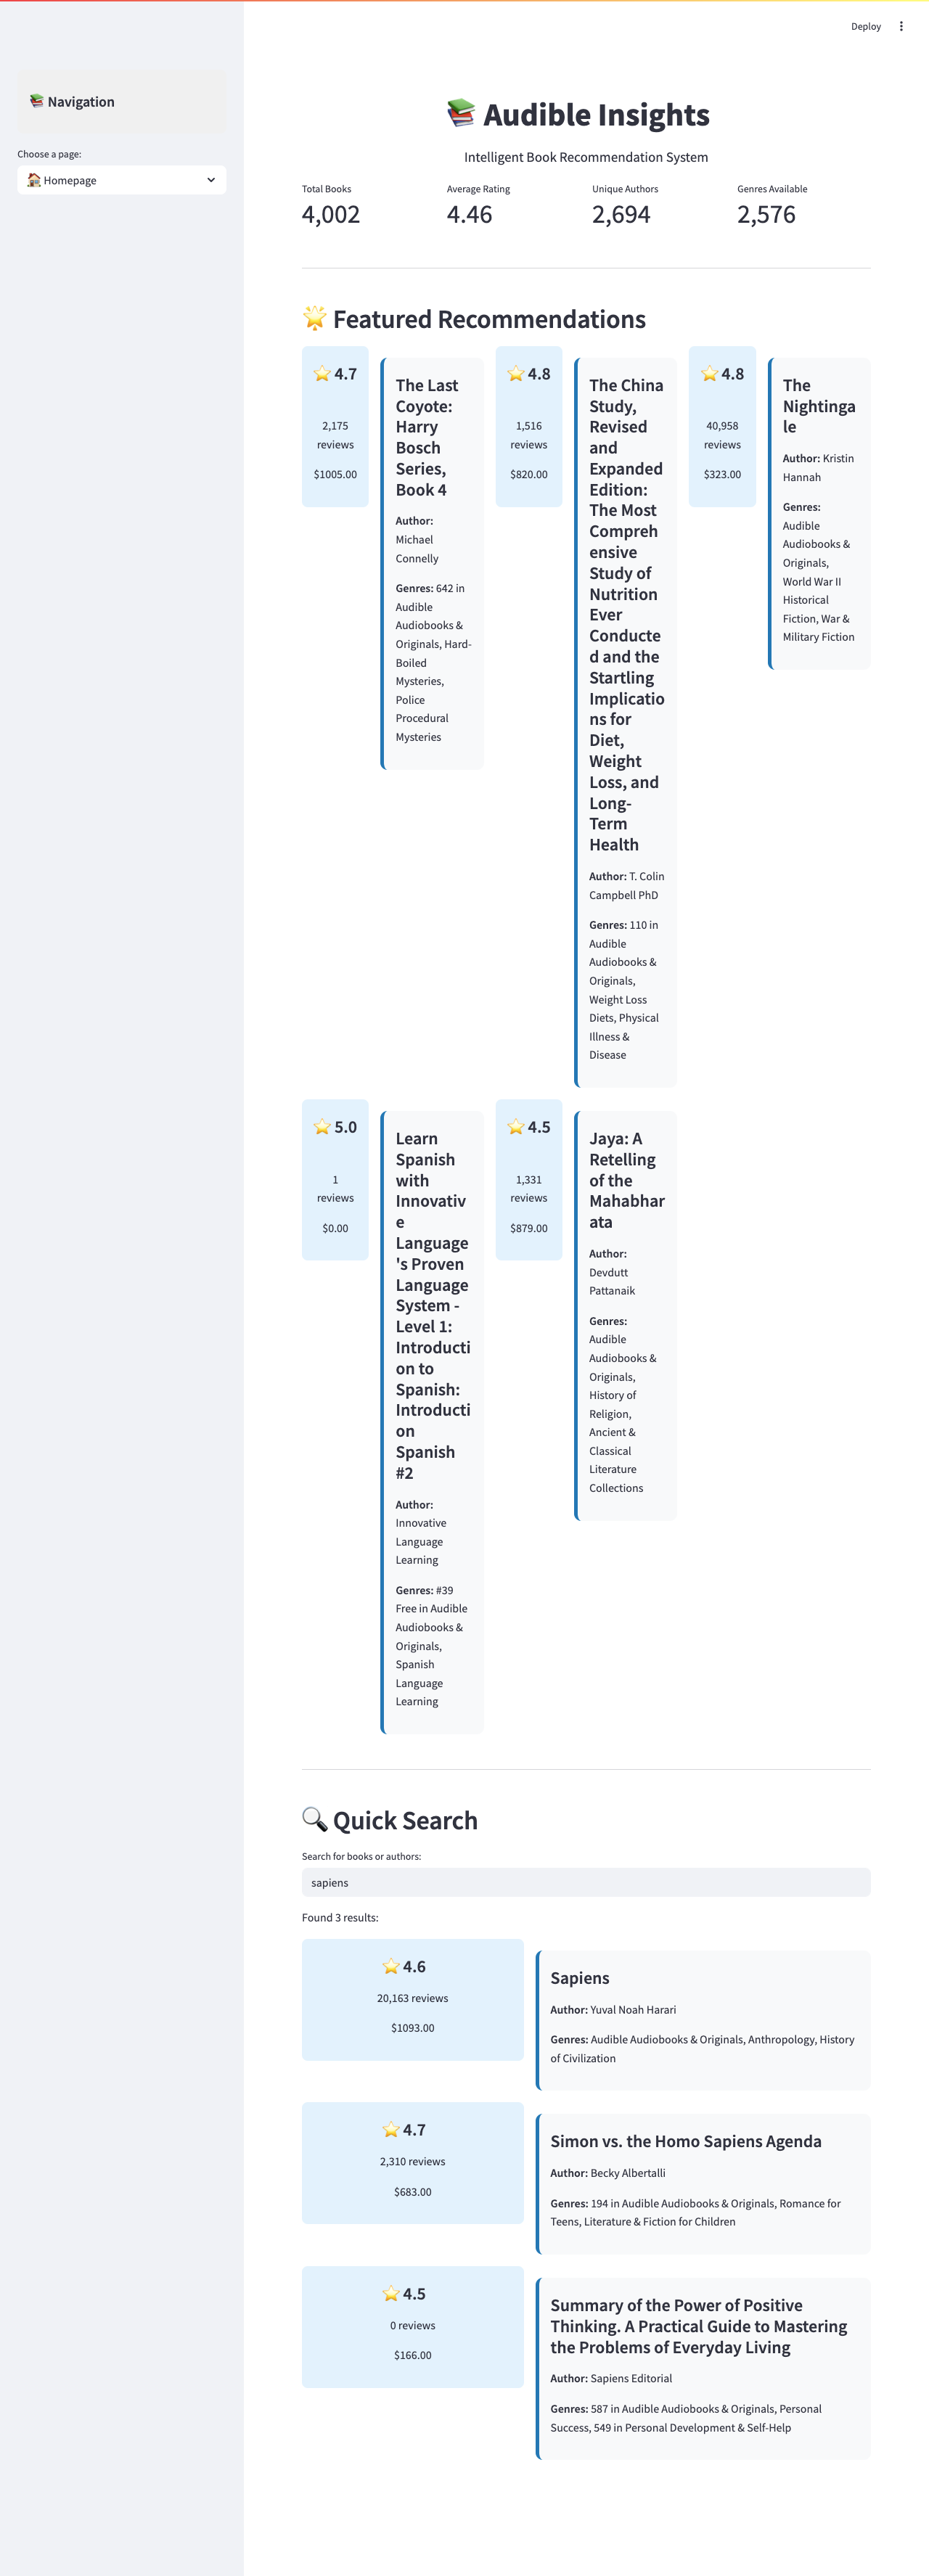 Deploy
📚 Navigation
Choose a page:
🏠 Homepage
📚 Audible Insights
Intelligent Book Recommendation System
Total Books
4,002
Average Rating
4.46
Unique Authors
2,694
Genres Available
2,576
🌟 Featured Recommendations
⭐ 4.7
2,175
reviews
$1005.00
The Last
Coyote:
Harry
Bosch
Series,
Book 4
Author:
Michael
Connelly
Genres: 642 in
Audible
Audiobooks &
Originals, Hard-
Boiled
Mysteries,
Police
Procedural
Mysteries
⭐ 4.8
1,516
reviews
$820.00
The China
Study,
Revised
and
Expanded
Edition:
The Most
Compreh
ensive
Study of
Nutrition
Ever
Conducte
d and the
Startling
Implicatio
ns for
Diet,
Weight
Loss, and
Long-
Term
Health
Author: T. Colin
Campbell PhD
Genres: 110 in
Audible
Audiobooks &
Originals,
Weight Loss
Diets, Physical
Illness &
Disease
⭐ 4.8
40,958
reviews
$323.00
The
Nightinga
le
Author: Kristin
Hannah
Genres:
Audible
Audiobooks &
Originals,
World War II
Historical
Fiction, War &
Military Fiction
⭐ 5.0
1
reviews
$0.00
Learn
Spanish
with
Innovativ
e
Language
's Proven
Language
System -
Level 1:
Introducti
on to
Spanish:
Introducti
on
Spanish
#2
Author:
Innovative
Language
Learning
Genres: #39
Free in Audible
Audiobooks &
Originals,
Spanish
Language
Learning
⭐ 4.5
1,331
reviews
$879.00
Jaya: A
Retelling
of the
Mahabhar
ata
Author:
Devdutt
Pattanaik
Genres:
Audible
Audiobooks &
Originals,
History of
Religion,
Ancient &
Classical
Literature
Collections
🔍 Quick Search
Search for books or authors:
sapiens
Found 3 results:
⭐ 4.6
20,163 reviews
$1093.00
Sapiens
Author: Yuval Noah Harari
Genres: Audible Audiobooks & Originals, Anthropology, History
of Civilization
⭐ 4.7
2,310 reviews
$683.00
Simon vs. the Homo Sapiens Agenda
Author: Becky Albertalli
Genres: 194 in Audible Audiobooks & Originals, Romance for
Teens, Literature & Fiction for Children
⭐ 4.5
0 reviews
$166.00
Summary of the Power of Positive
Thinking. A Practical Guide to Mastering
the Problems of Everyday Living
Author: Sapiens Editorial
Genres: 587 in Audible Audiobooks & Originals, Personal
Success, 549 in Personal Development & Self-Help